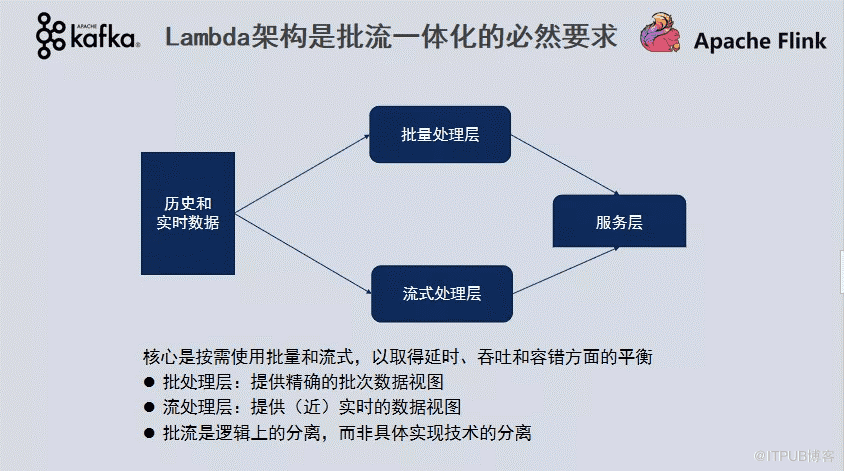 APACHE
kafka®
Lambda架构是批流一体化的必然要求
Apache Flink
批量处理层
历史和
实时数据
服务层
流式处理层
核心是按需使用批量和流式，以取得延时、吞吐和容错方面的平衡
● 批处理层：提供精确的批次数据视图
● 流处理层：提供（近）实时的数据视图
● 批流是逻辑上的分离，而非具体实现技术的分离
@ITPUB博客